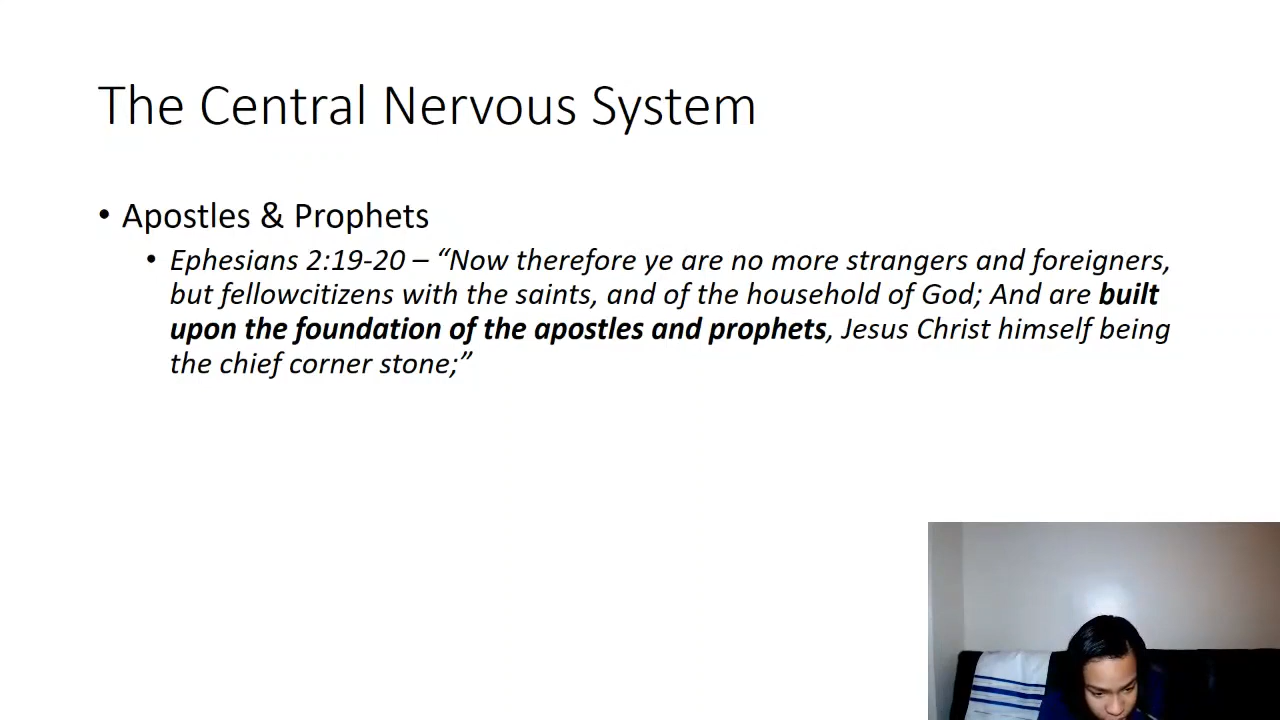 The Central Nervous System
• Apostles & Prophets
• Ephesians 2:19-20 – “Now therefore ye are no more strangers and foreigners,
but fellowcitizens with the saints, and of the household of God; And are built
upon the foundation of the apostles and prophets, Jesus Christ himself being
the chief corner stone;”